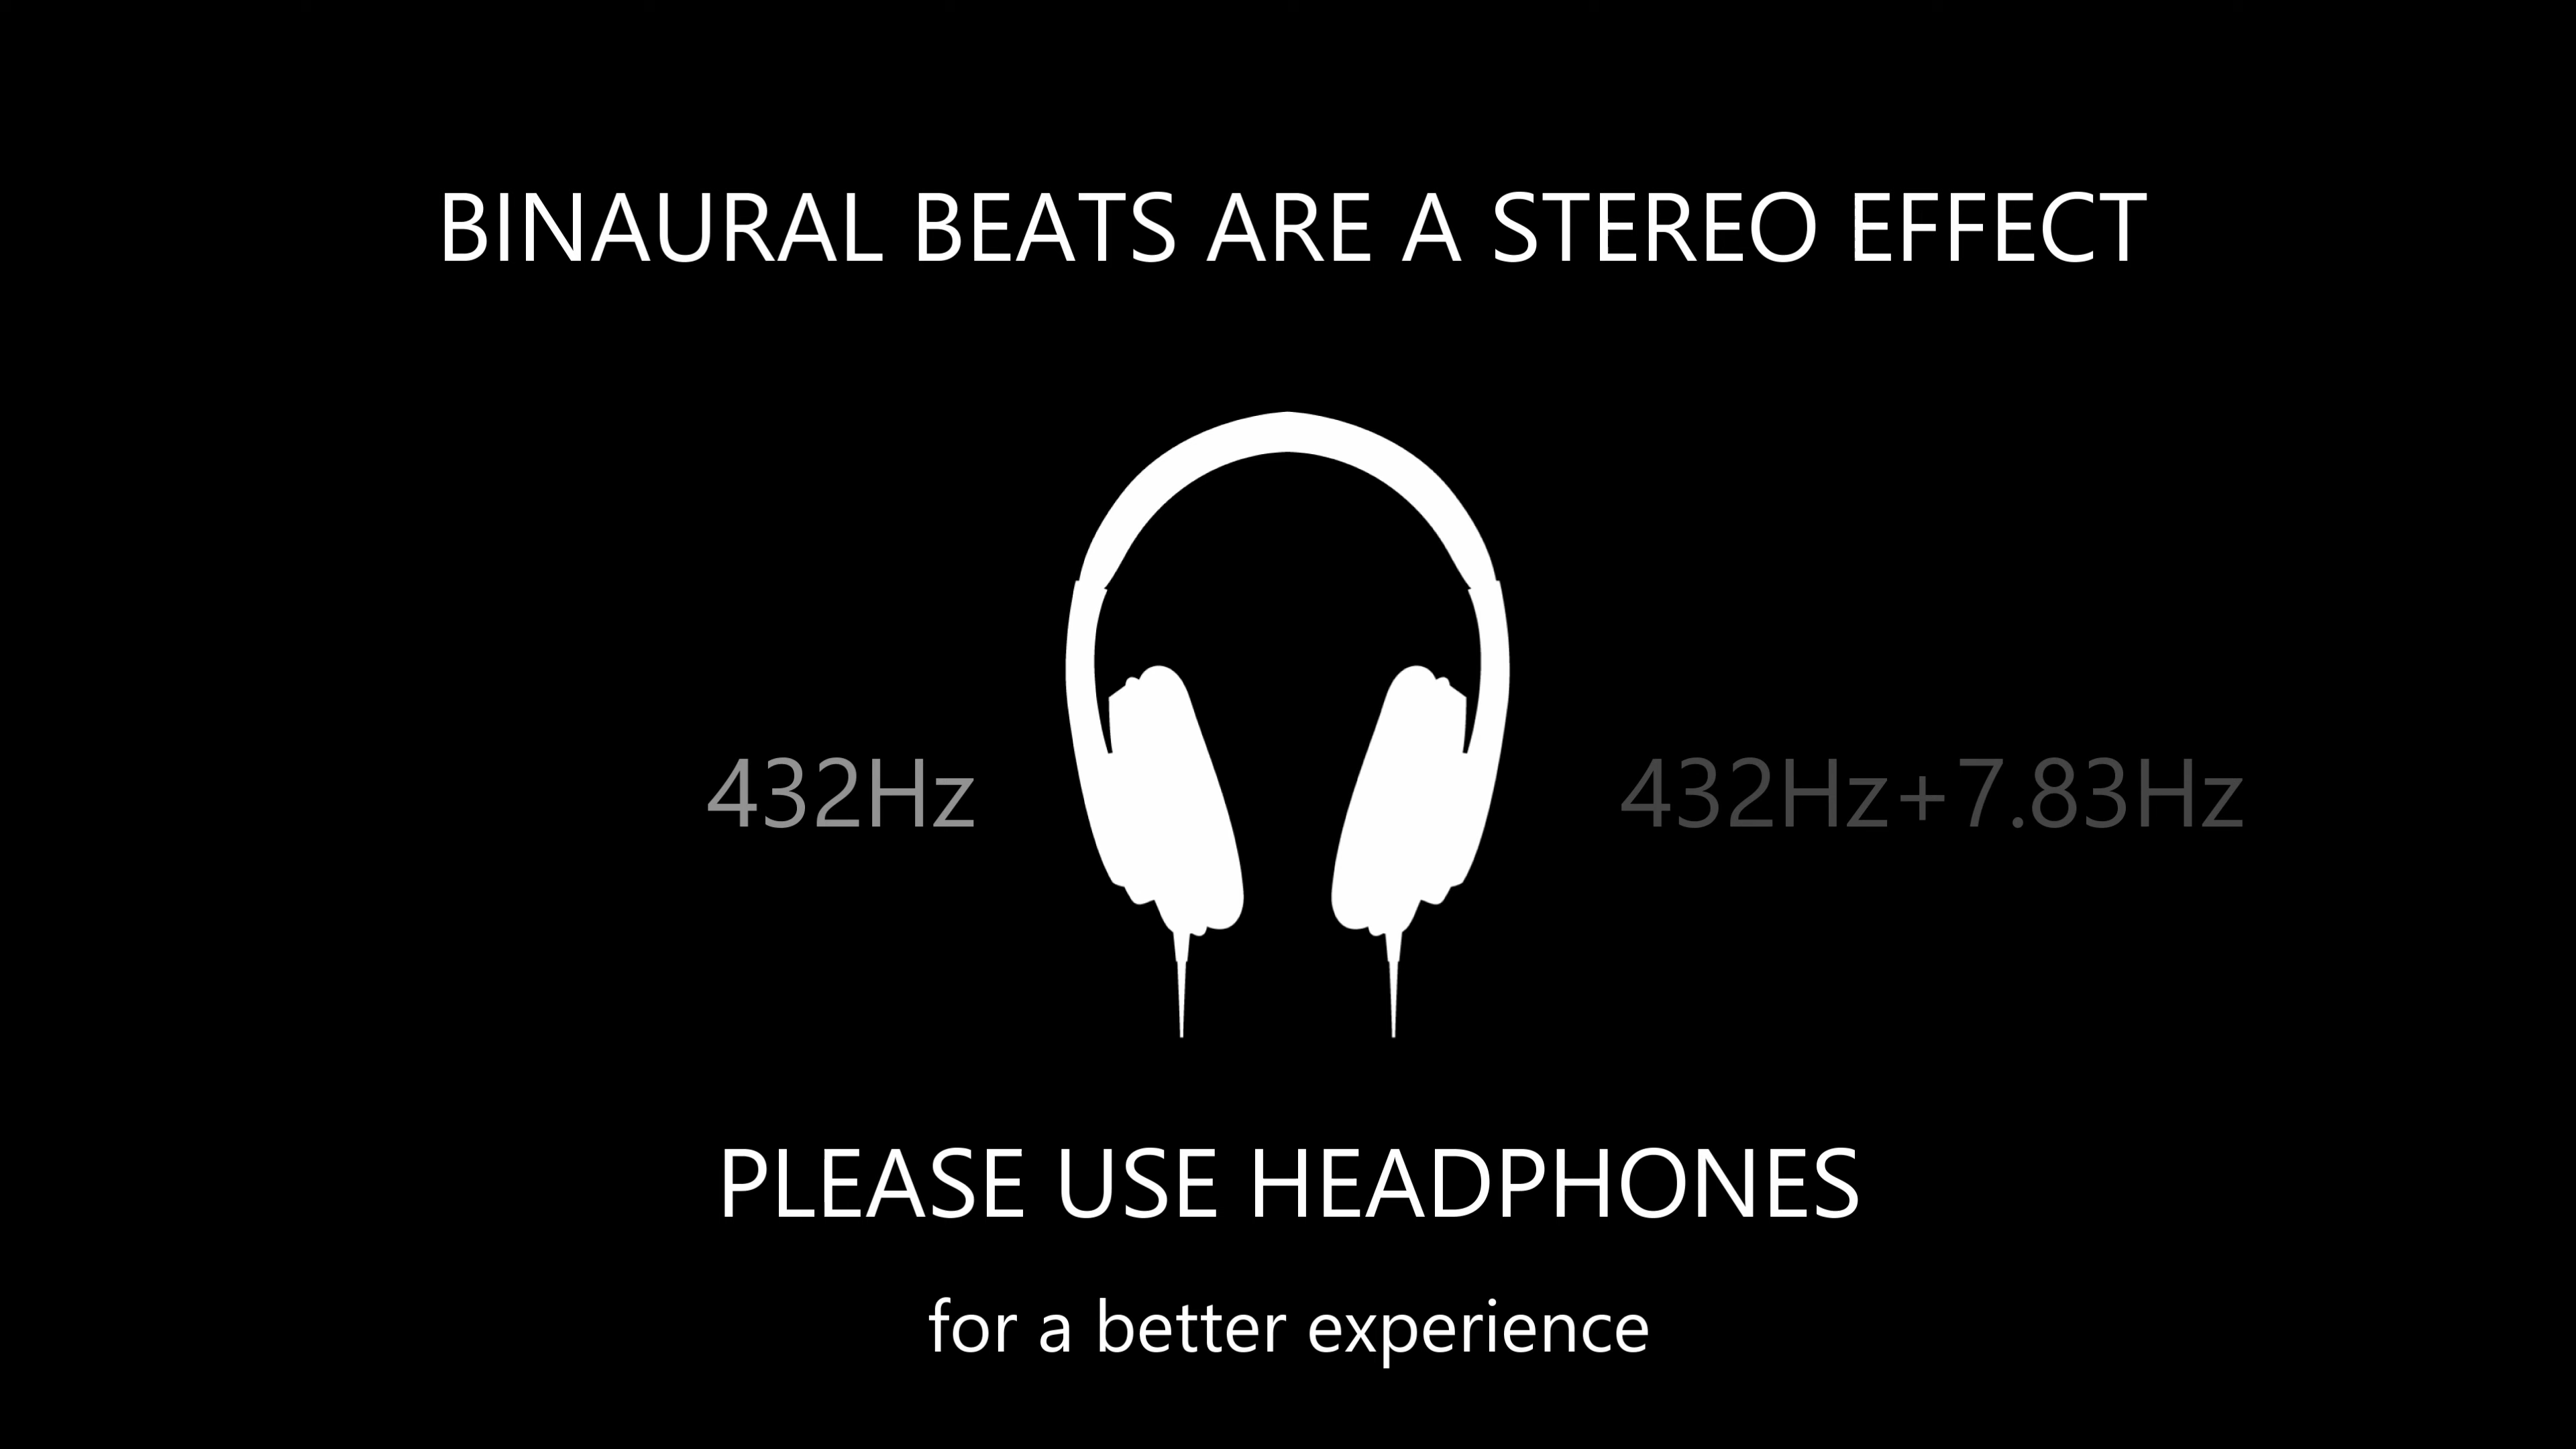 BINAURAL BEATS ARE A STEREO EFFECT
432Hz
432Hz+7.83Hz
PLEASE USE HEADPHONES
for a better experience